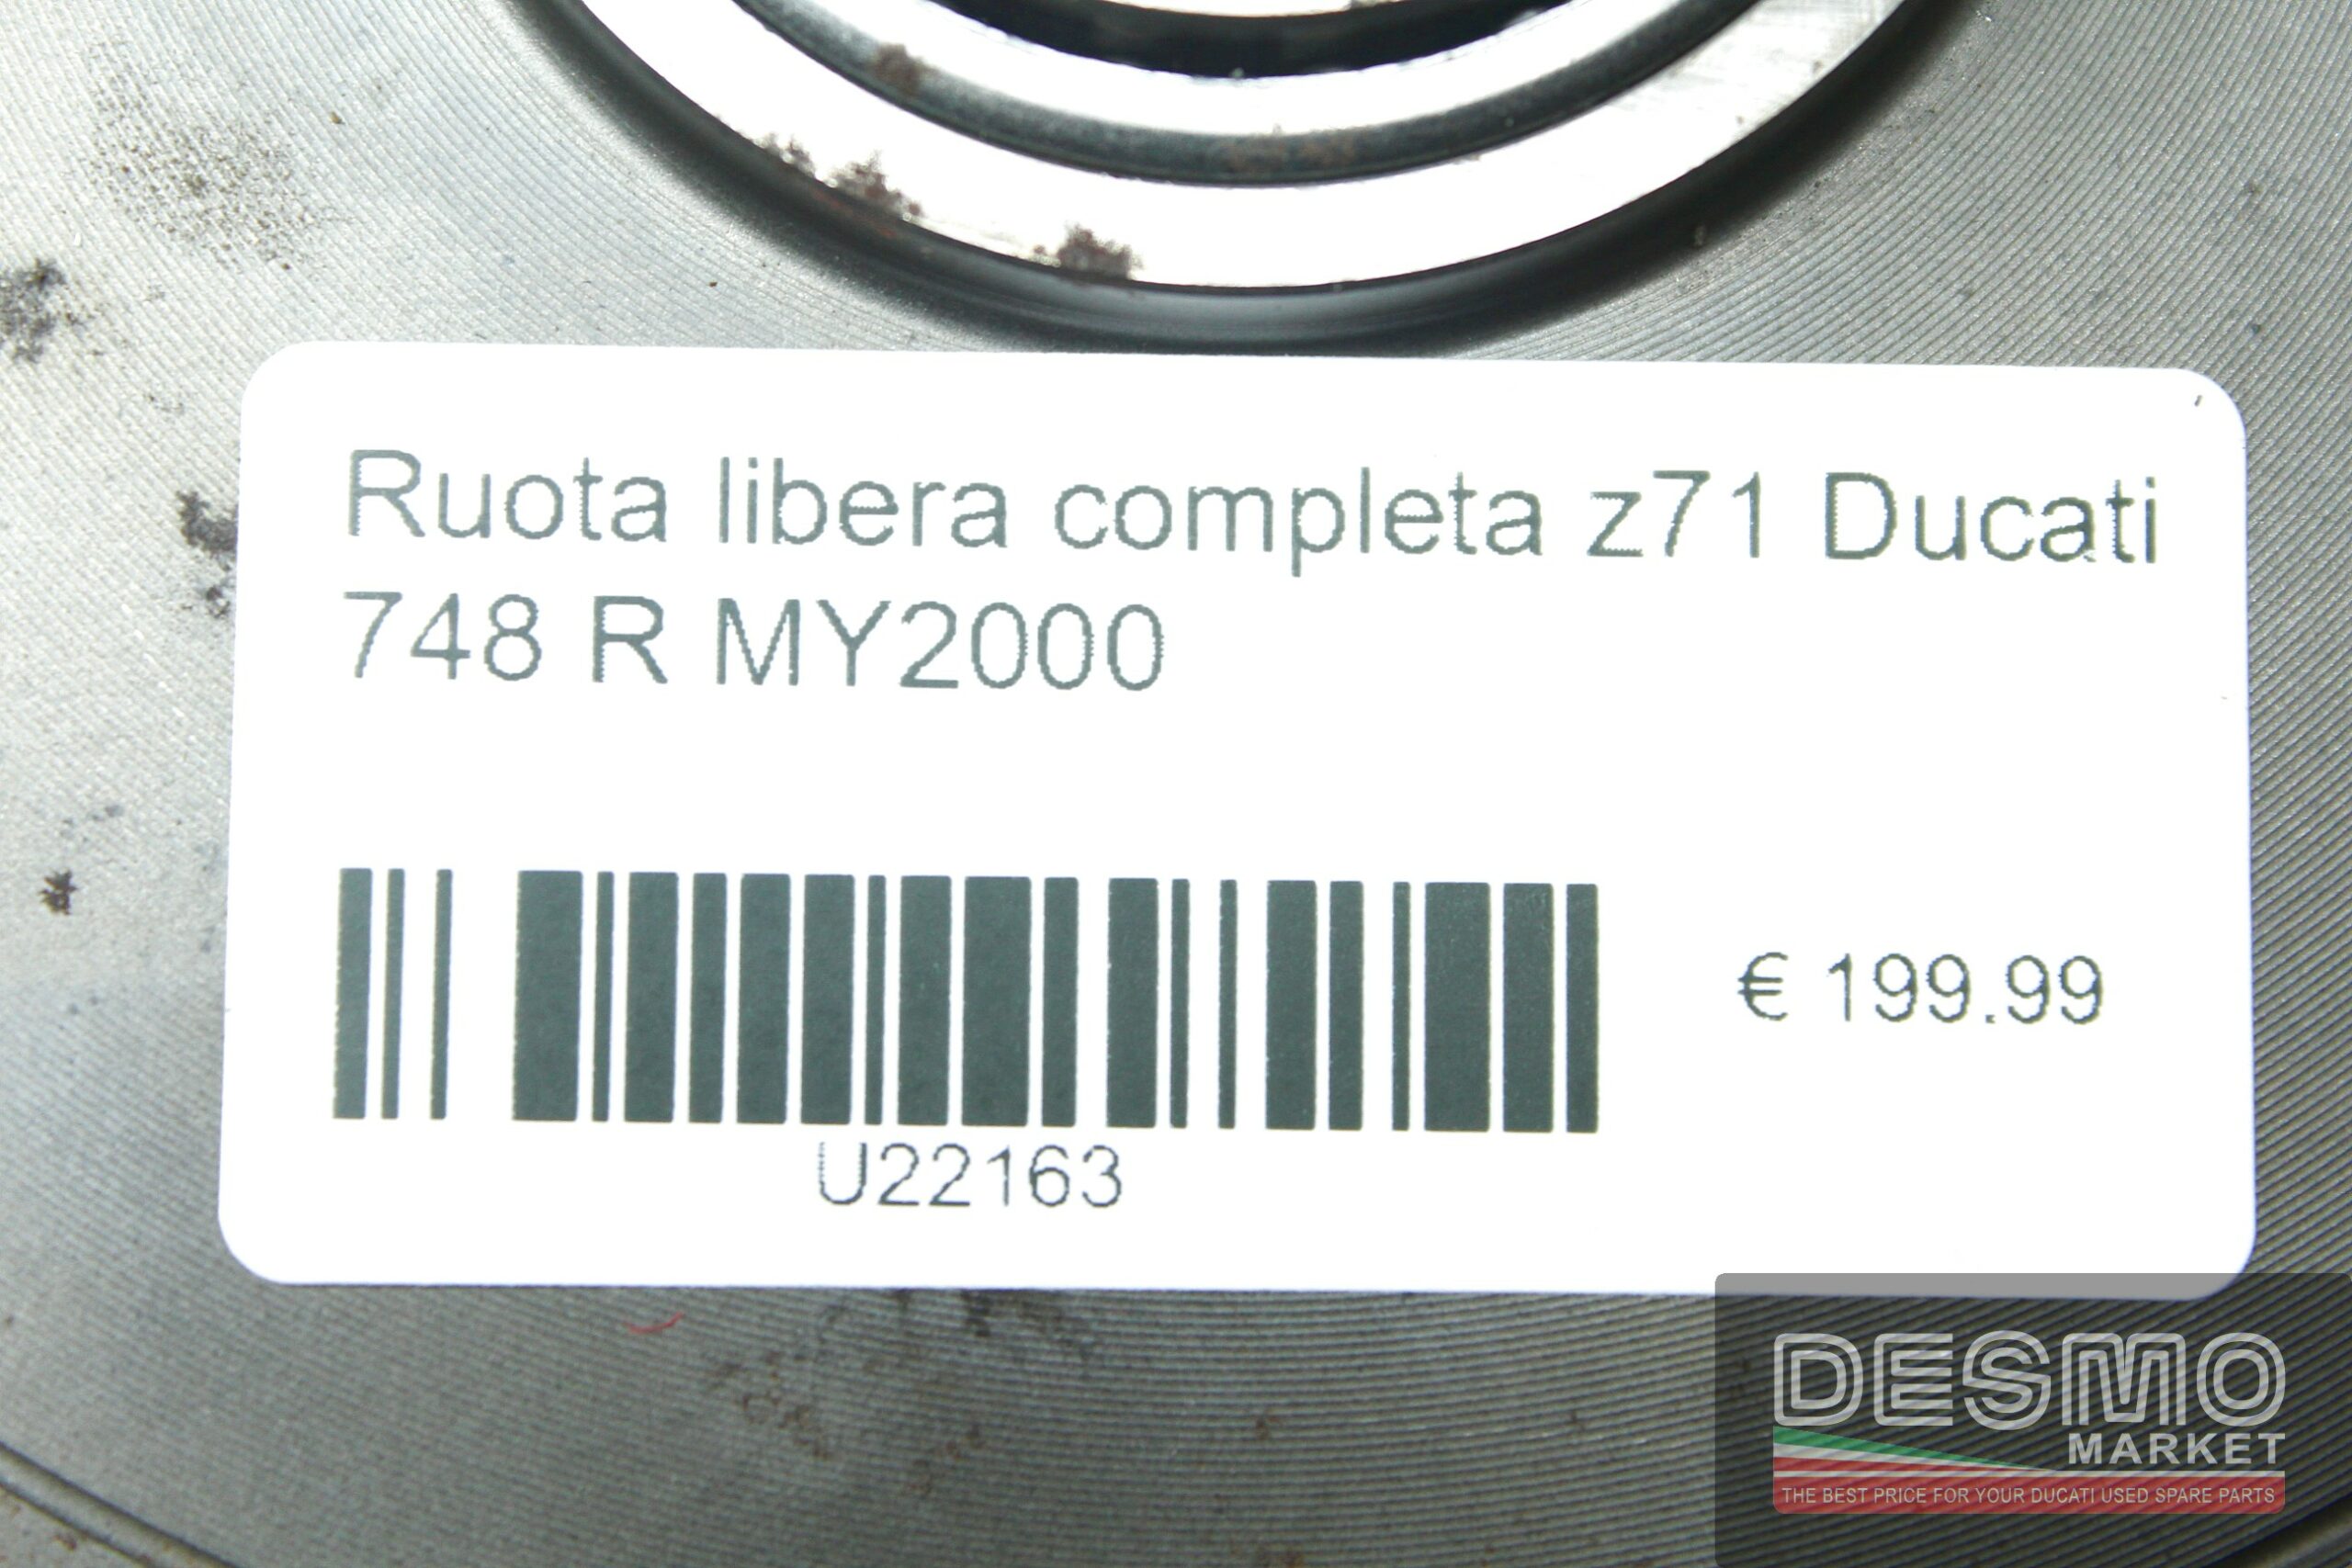 Ruota libera completa z71 Ducati
748 R MY2000
€ 199.99
U22163
DESMO
MARKET
THE BEST PRICE FOR YOUR DUCATI USED SPARE PARTS